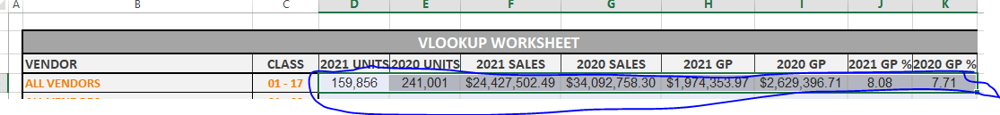 A B C D E F G H I J K
VLOOKUP WORKSHEET
VENDOR CLASS 2021 UNITS 2020 UNITS 2021 SALES 2020 SALES 2021 GP 2020 GP 2021 GP % 2020 GP %
ALL VENDORS 01 - 17 159,856 241,001 $24,427,502.49 $34,092,758.30 $1,974,353.97 $2,629,396.71 8.08 7.71